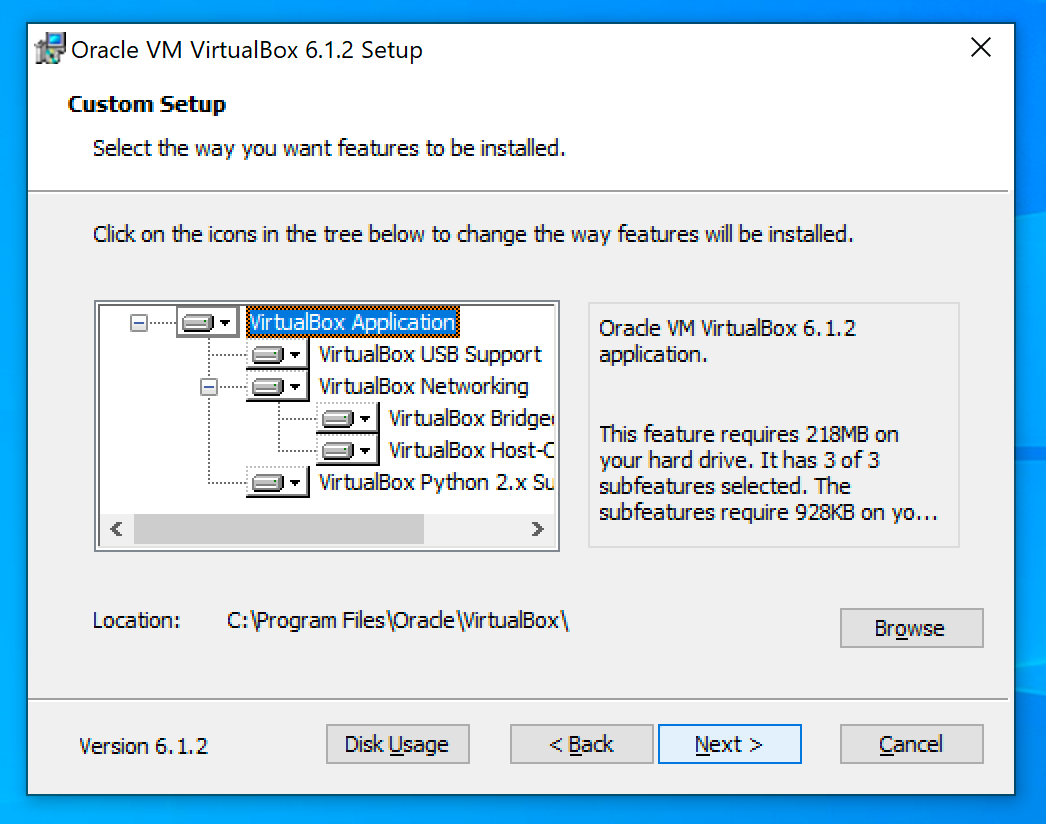 Oracle VM VirtualBox 6.1.2 Setup
Custom Setup
Select the way you want features to be installed.
Click on the icons in the tree below to change the way features will be installed.
VirtualBox Application
VirtualBox USB Support
VirtualBox Networking
VirtualBox Bridge
VirtualBox Host-
VirtualBox Python 2.x Su
Oracle VM VirtualBox 6.1.2
application.
This feature requires 218MB on
your hard drive. It has 3 of 3
subfeatures selected. The
subfeatures require 928KB on yo...
Location:
C:\Program Files\Oracle\VirtualBox\
Browse
Version 6.1.2
Disk Usage
< Back
Next >
Cancel